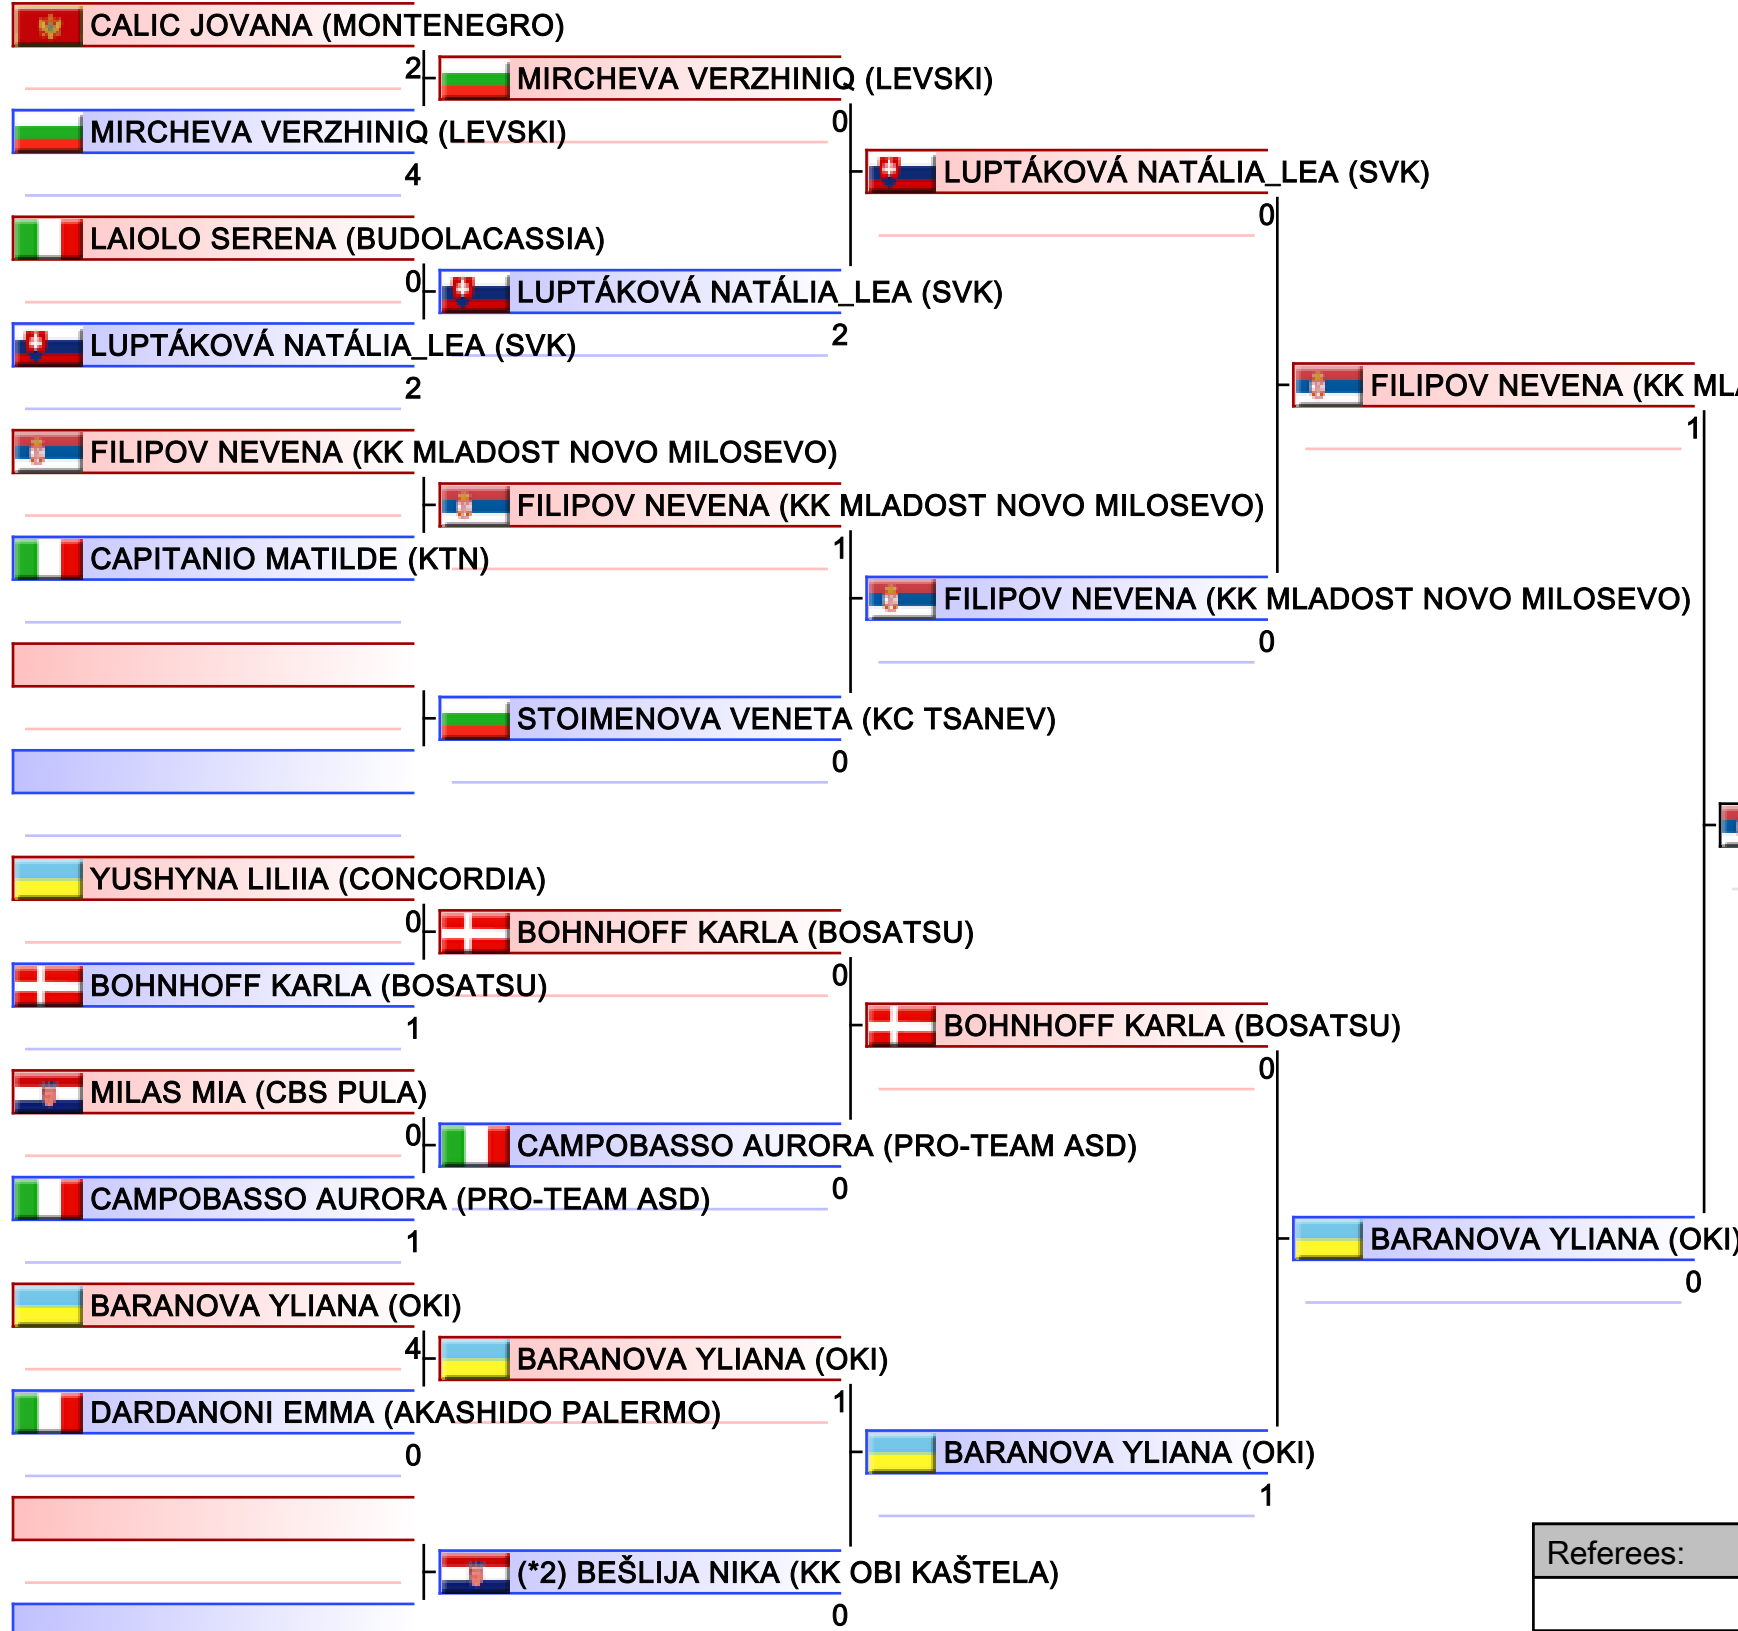 CALIC JOVANA (MONTENEGRO)
2
MIRCHEVA VERZHINIQ (LEVSKI)
4
LAIOLO SERENA (BUDOLACASSIA)
0
LUPTÁKOVÁ NATÁLIA_LEA (SVK)
2
FILIPOV NEVENA (KK MLADOST NOVO MILOSEVO)
CAPITANIO MATILDE (KTN)
YUSHYNA LILIIA (CONCORDIA)
0
BOHNHOFF KARLA (BOSATSU)
1
MILAS MIA (CBS PULA)
0
CAMPOBASSO AURORA (PRO-TEAM ASD)
1
BARANOVA YLIANA (OKI)
4
DARDANONI EMMA (AKASHIDO PALERMO)
0
MIRCHEVA VERZHINIQ (LEVSKI)
0
LUPTÁKOVÁ NATÁLIA_LEA (SVK)
2
FILIPOV NEVENA (KK MLADOST NOVO MILOSEVO)
1
STOIMENOVA VENETA (KC TSANEV)
0
BOHNHOFF KARLA (BOSATSU)
0
CAMPOBASSO AURORA (PRO-TEAM ASD)
0
BARANOVA YLIANA (OKI)
1
(*2) BEŠLIJA NIKA (KK OBI KAŠTELA)
0
LUPTÁKOVÁ NATÁLIA_LEA (SVK)
0
FILIPOV NEVENA (KK MLADOST NOVO MILOSEVO)
0
BOHNHOFF KARLA (BOSATSU)
0
BARANOVA YLIANA (OKI)
1
FILIPOV NEVENA (KK
1
BARANOVA YLIANA (OKI)
0
Referees: